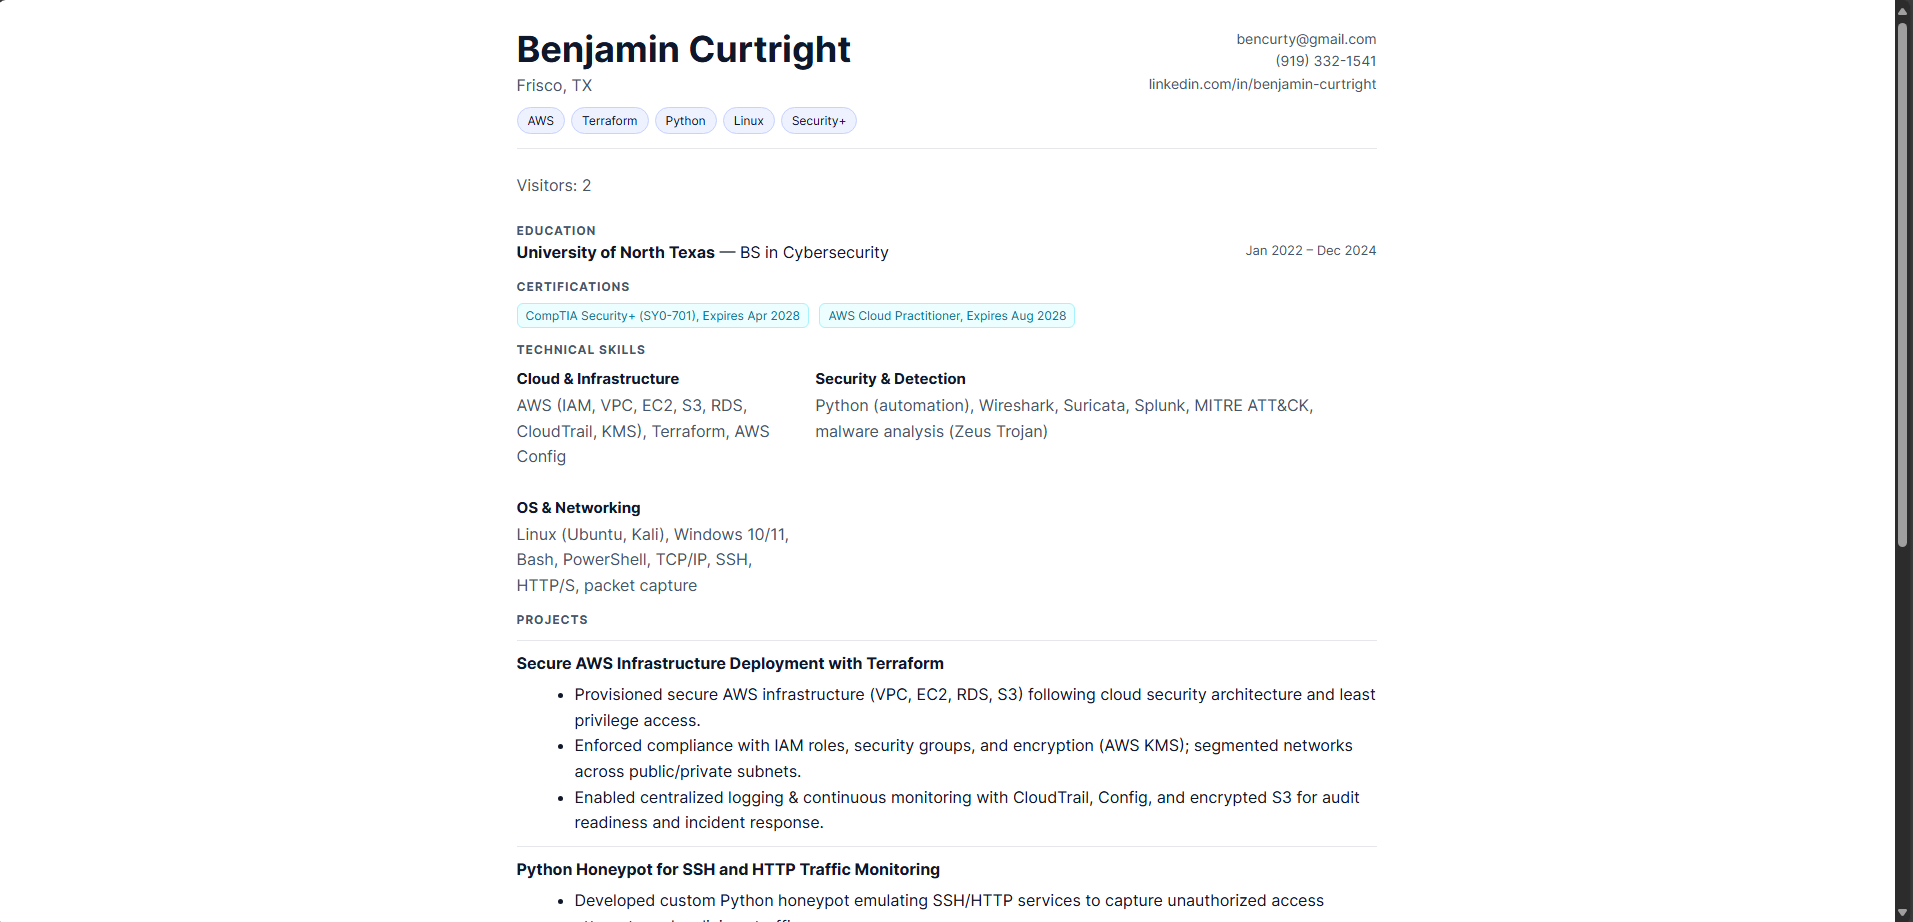 Benjamin Curtright
Frisco, TX
bencurty@gmail.com
(919) 332-1541
linkedin.com/in/benjamin-curtright
AWS Terraform Python Linux Security+
Visitors: 2
EDUCATION
University of North Texas — BS in Cybersecurity Jan 2022 – Dec 2024
CERTIFICATIONS
CompTIA Security+ (SY0-701), Expires Apr 2028 AWS Cloud Practitioner, Expires Aug 2028
TECHNICAL SKILLS
Cloud & Infrastructure
AWS (IAM, VPC, EC2, S3, RDS,
CloudTrail, KMS), Terraform, AWS
Config
Security & Detection
Python (automation), Wireshark, Suricata, Splunk, MITRE ATT&CK,
malware analysis (Zeus Trojan)
OS & Networking
Linux (Ubuntu, Kali), Windows 10/11,
Bash, PowerShell, TCP/IP, SSH,
HTTP/S, packet capture
PROJECTS
Secure AWS Infrastructure Deployment with Terraform
• Provisioned secure AWS infrastructure (VPC, EC2, RDS, S3) following cloud security architecture and least
privilege access.
• Enforced compliance with IAM roles, security groups, and encryption (AWS KMS); segmented networks
across public/private subnets.
• Enabled centralized logging & continuous monitoring with CloudTrail, Config, and encrypted S3 for audit
readiness and incident response.
Python Honeypot for SSH and HTTP Traffic Monitoring
• Developed custom Python honeypot emulating SSH/HTTP services to capture unauthorized access